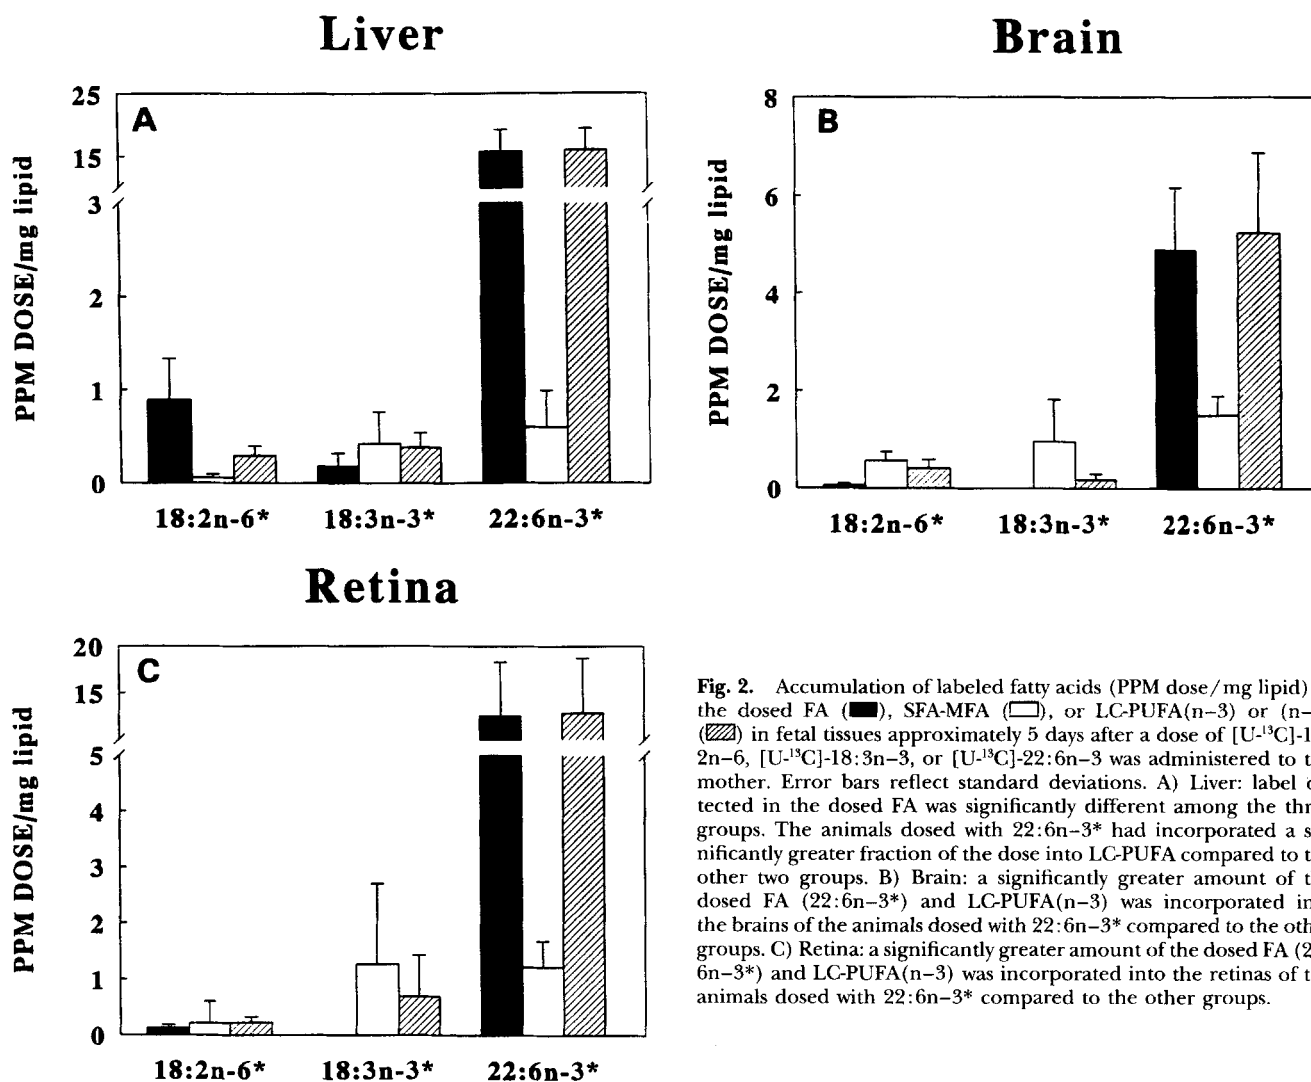 Liver
A
PPM DOSE/mg lipid
25
15
3
2
1
0
18:2n-6* 18:3n-3* 22:6n-3*
Brain
B
PPM DOSE/mg lipid
8
6
4
2
0
18:2n-6* 18:3n-3* 22:6n-3*
Retina
C
PPM DOSE/mg lipid
20
15
5
4
3
2
1
0
18:2n-6* 18:3n-3* 22:6n-3*
Fig. 2. Accumulation of labeled fatty acids (PPM dose/mg lipid)
the dosed FA (■), SFA-MFA (□), or LC-PUFA(n–3) or (n–
(▨) in fetal tissues approximately 5 days after a dose of [U-¹³C]-1
2n–6, [U-¹³C]-18:3n–3, or [U-¹³C]-22:6n–3 was administered to t
mother. Error bars reflect standard deviations. A) Liver: label d
tected in the dosed FA was significantly different among the thr
groups. The animals dosed with 22:6n–3* had incorporated a s
nificantly greater fraction of the dose into LC-PUFA compared to t
other two groups. B) Brain: a significantly greater amount of t
dosed FA (22:6n–3*) and LC-PUFA(n–3) was incorporated in
the brains of the animals dosed with 22:6n–3* compared to the oth
groups. C) Retina: a significantly greater amount of the dosed FA (2
6n–3*) and LC-PUFA(n–3) was incorporated into the retinas of t
animals dosed with 22:6n–3* compared to the other groups.